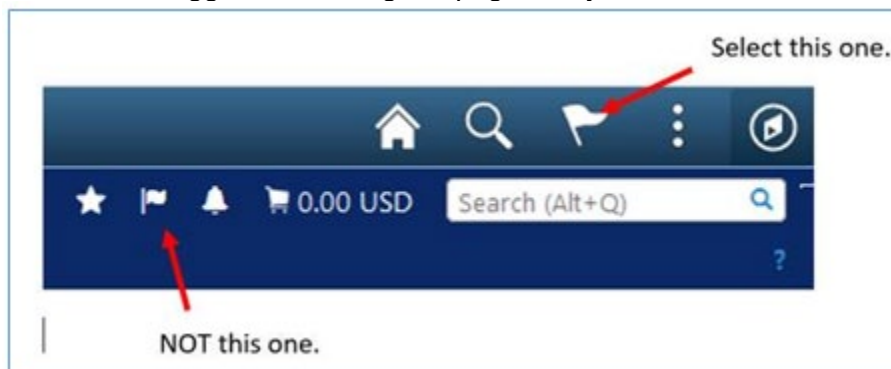 Select this one.
0.00 USD
Search (Alt+Q)
?
NOT this one.